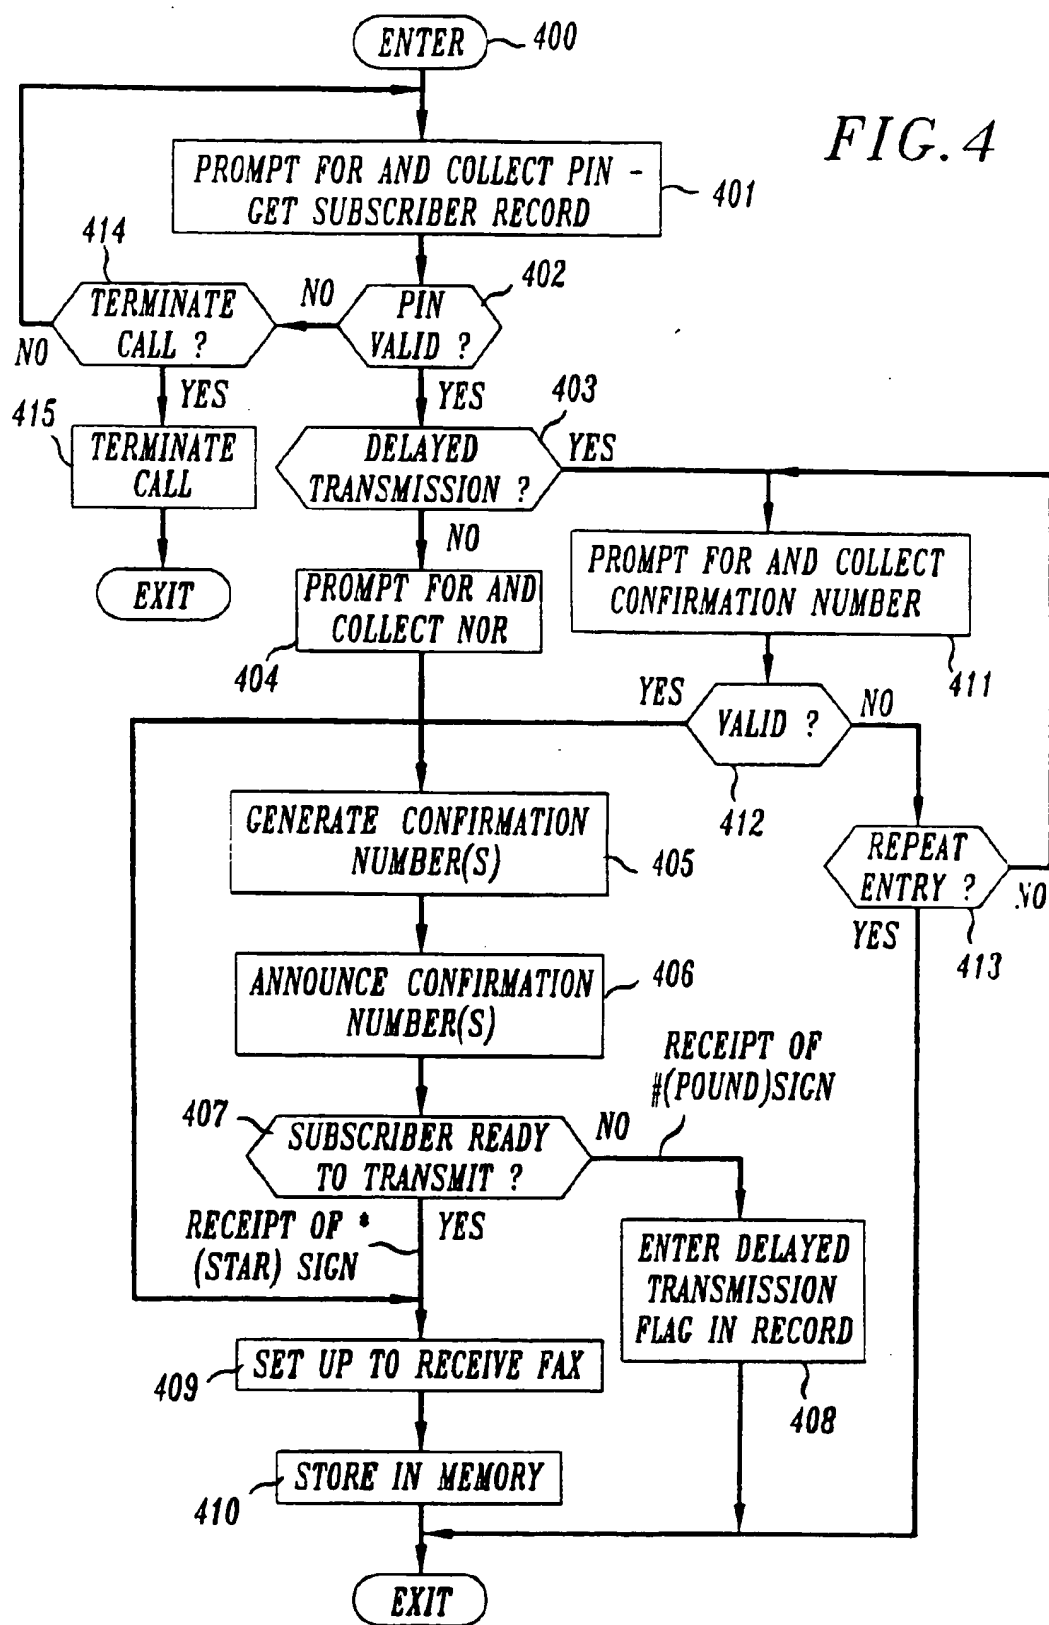 ENTER
400
FIG. 4
PROMPT FOR AND COLLECT PIN -
GET SUBSCRIBER RECORD
401
414
TERMINATE
CALL ?
NO
NO
PIN
VALID ?
402
YES
YES
415
TERMINATE
CALL
EXIT
DELAYED
TRANSMISSION ?
403
YES
NO
PROMPT FOR AND
COLLECT NOR
404
PROMPT FOR AND COLLECT
CONFIRMATION NUMBER
411
YES
VALID ?
NO
412
GENERATE CONFIRMATION
NUMBER(S)
405
REPEAT
ENTRY ?
NO
YES
413
ANNOUNCE CONFIRMATION
NUMBER(S)
406
RECEIPT OF
#(POUND)SIGN
407
SUBSCRIBER READY
TO TRANSMIT ?
NO
RECEIPT OF *
(STAR) SIGN
YES
ENTER DELAYED
TRANSMISSION
FLAG IN RECORD
408
SET UP TO RECEIVE FAX
409
STORE IN MEMORY
410
EXIT